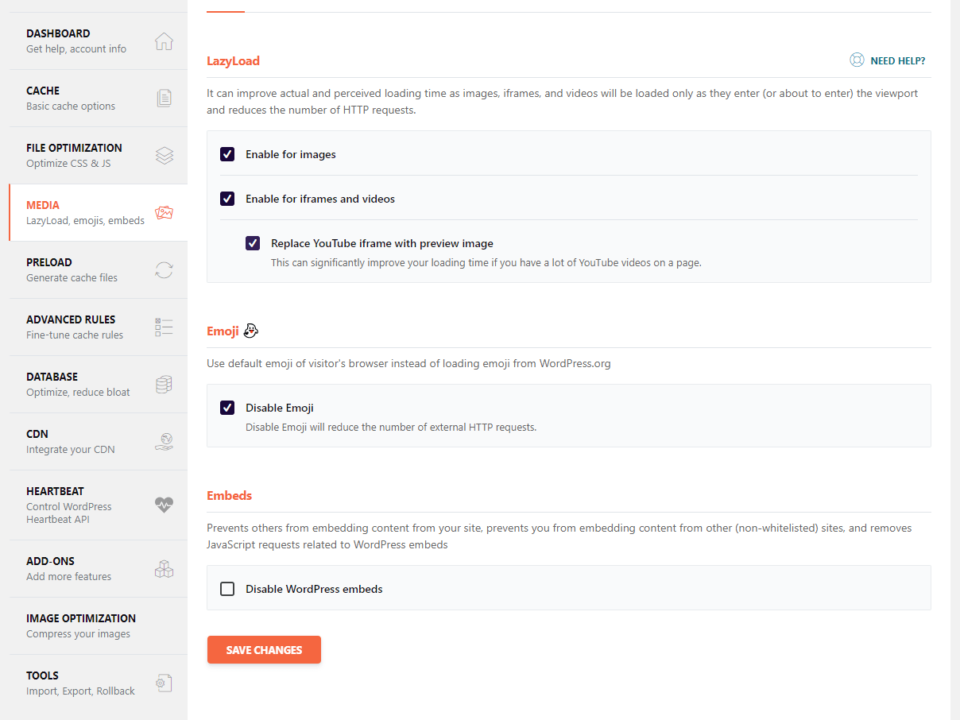 DASHBOARD
Get help, account info
CACHE
Basic cache options
FILE OPTIMIZATION
Optimize CSS & JS
MEDIA
LazyLoad, emojis, embeds
PRELOAD
Generate cache files
ADVANCED RULES
Fine-tune cache rules
DATABASE
Optimize, reduce bloat
CDN
Integrate your CDN
HEARTBEAT
Control WordPress
Heartbeat API
ADD-ONS
Add more features
IMAGE OPTIMIZATION
Compress your images
TOOLS
Import, Export, Rollback
LazyLoad
NEED HELP?
It can improve actual and perceived loading time as images, iframes, and videos will be loaded only as they enter (or about to enter) the viewport
and reduces the number of HTTP requests.
Enable for images
Enable for iframes and videos
Replace YouTube iframe with preview image
This can significantly improve your loading time if you have a lot of YouTube videos on a page.
Emoji
Use default emoji of visitor's browser instead of loading emoji from WordPress.org
Disable Emoji
Disable Emoji will reduce the number of external HTTP requests.
Embeds
Prevents others from embedding content from your site, prevents you from embedding content from other (non-whitelisted) sites, and removes
JavaScript requests related to WordPress embeds
Disable WordPress embeds
SAVE CHANGES